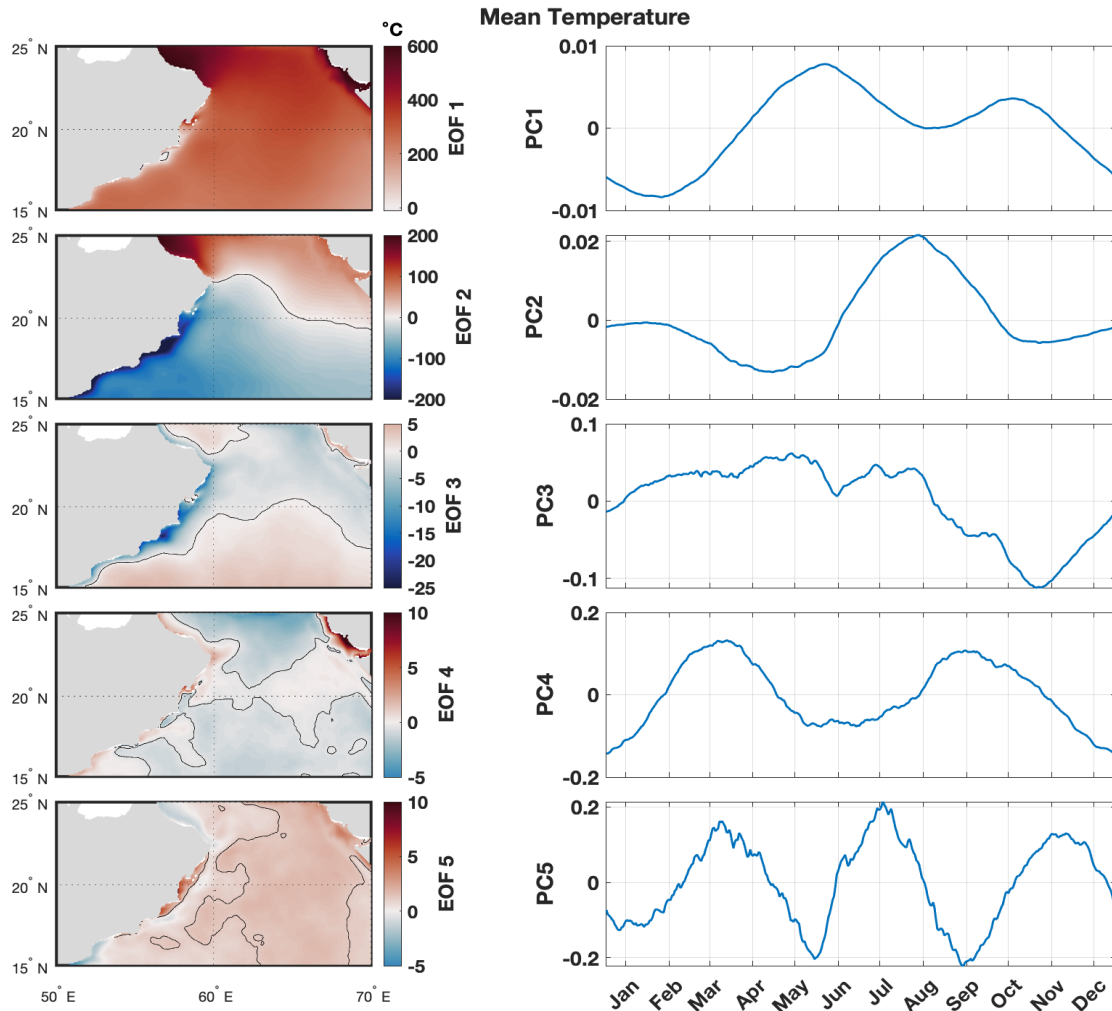 Mean Temperature
°C
25° N
20° N
15° N
600
400
200
0
EOF 1
PC1
0.01
0
-0.01
25° N
20° N
15° N
200
100
0
-100
-200
EOF 2
PC2
0.02
0
-0.02
25° N
20° N
15° N
5
0
-5
-10
-15
-20
-25
EOF 3
PC3
0.1
0
-0.1
25° N
20° N
15° N
10
5
0
-5
EOF 4
PC4
0.2
0
-0.2
25° N
20° N
15° N
10
5
0
-5
EOF 5
PC5
0.2
0
-0.2
50° E 60° E 70° E
Jan Feb Mar Apr May Jun Jul Aug Sep Oct Nov Dec